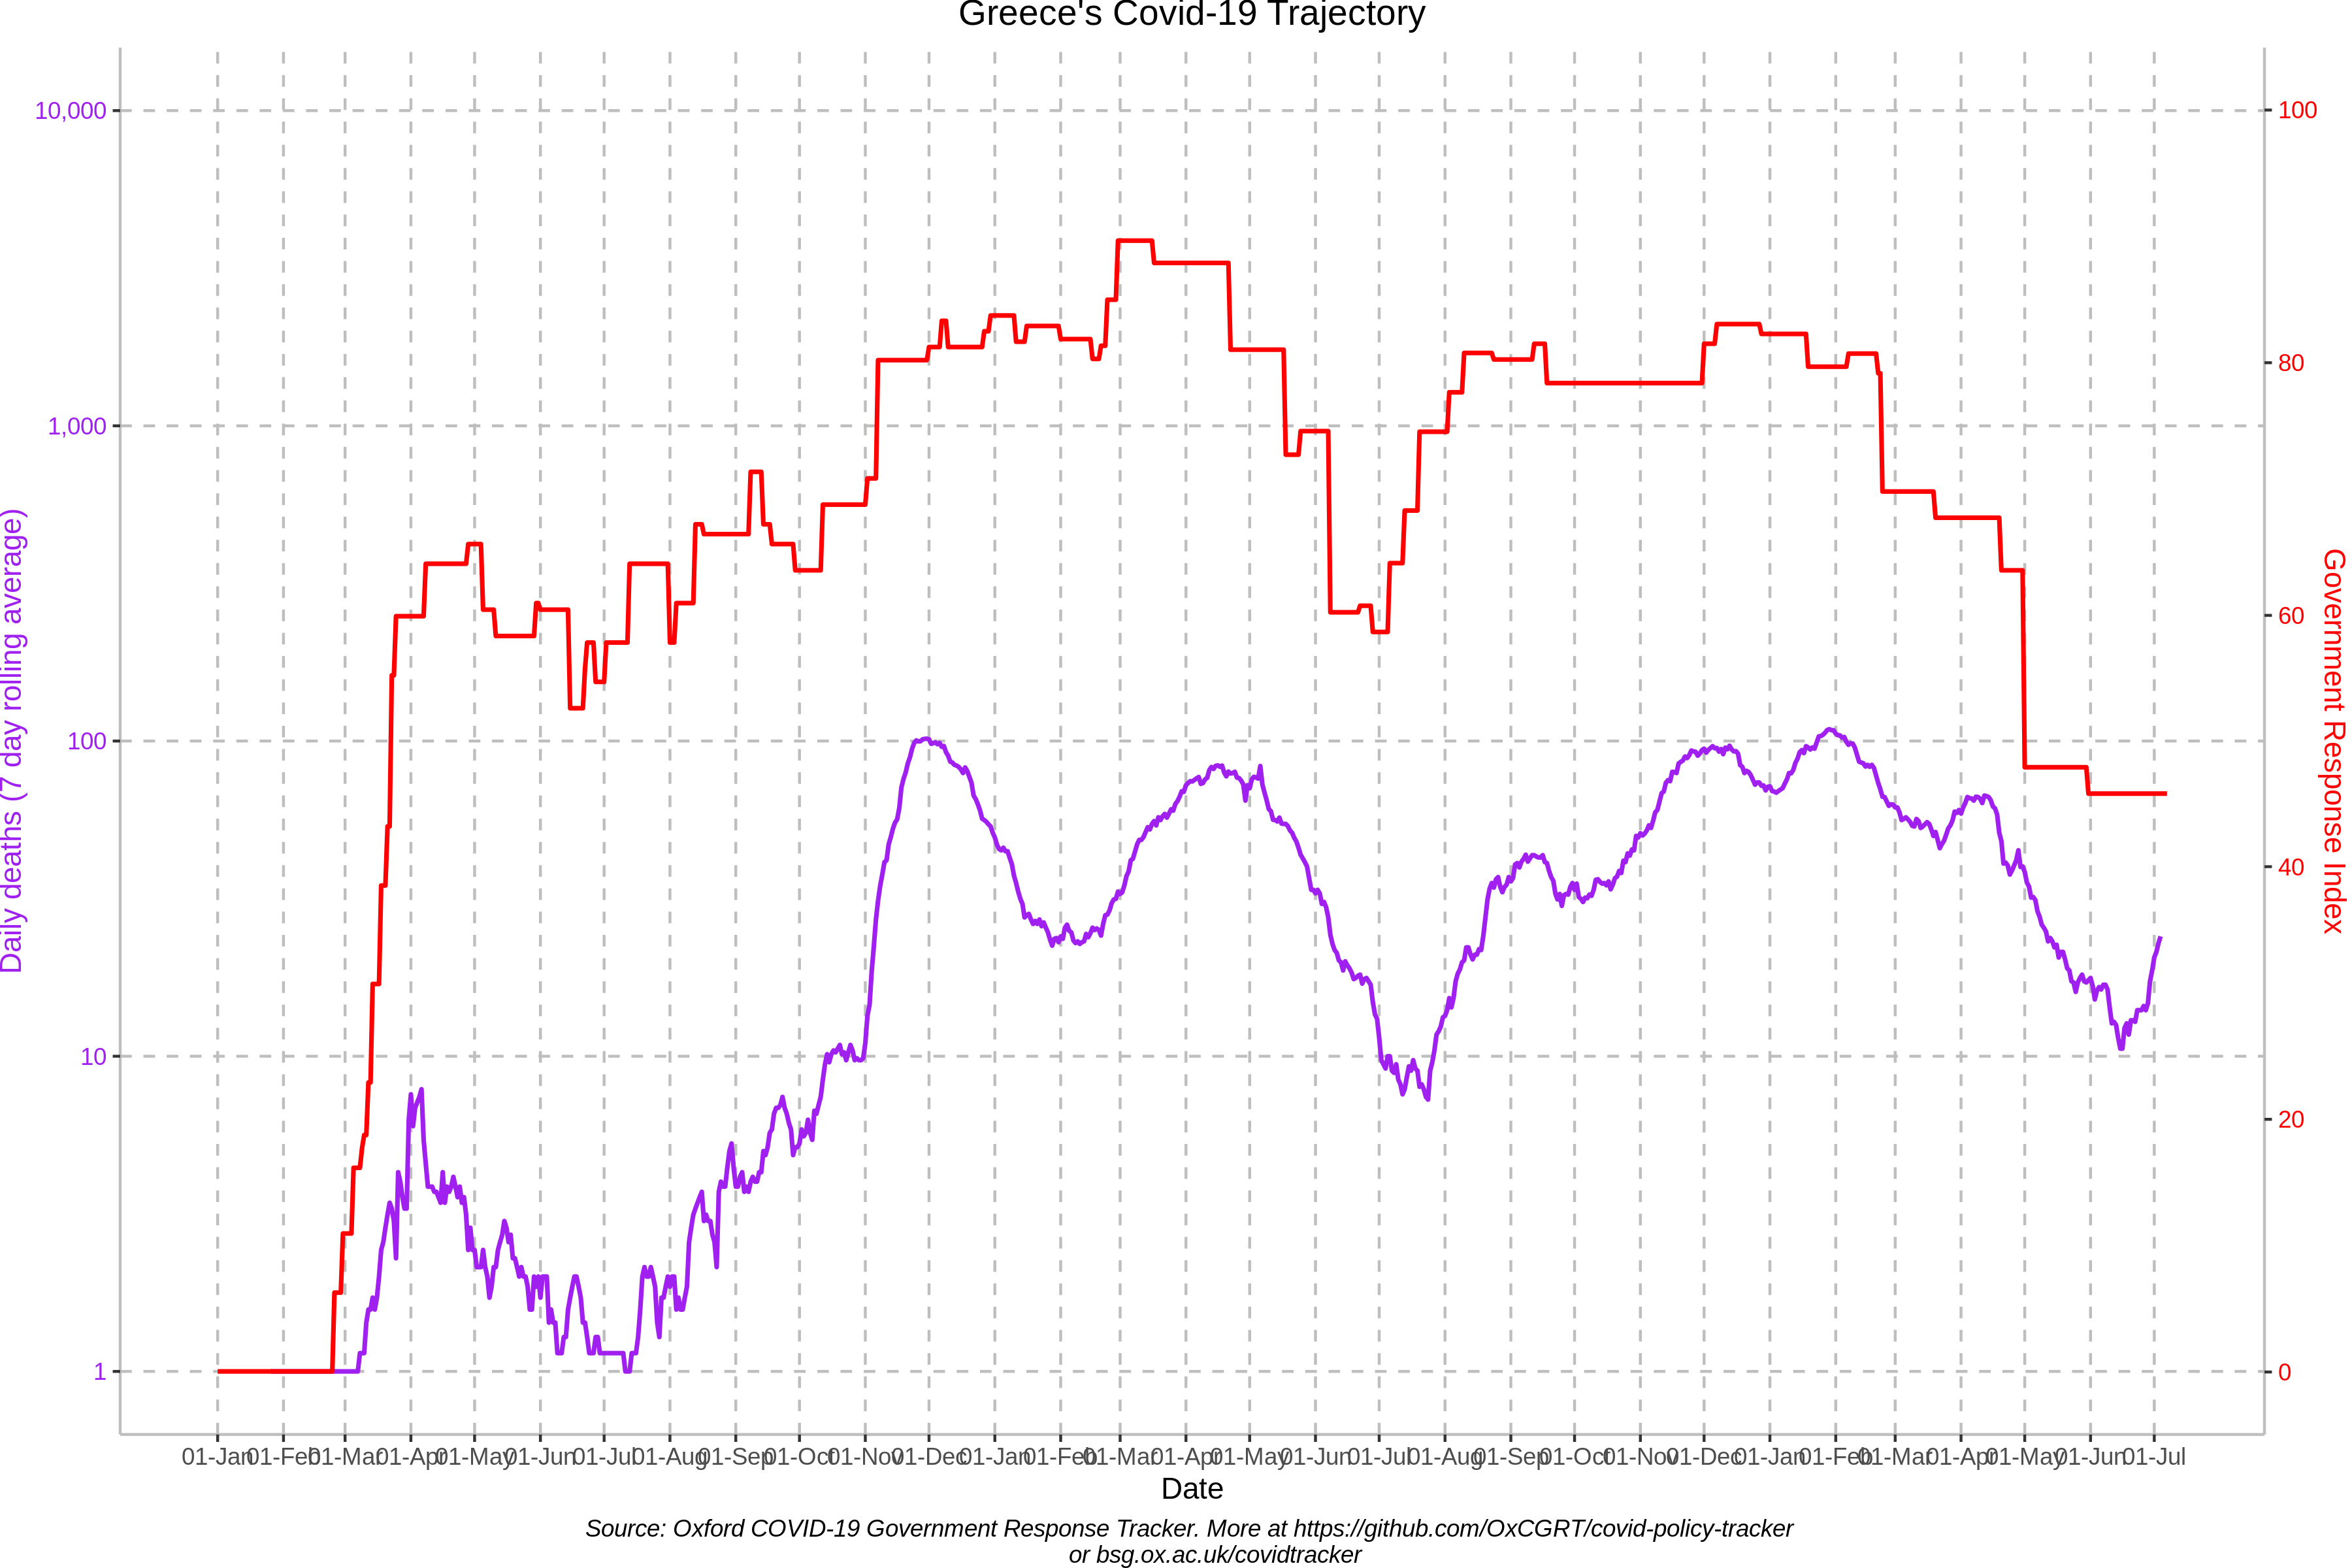 Greece's Covid-19 Trajectory
10,000
1,000
100
10
1
Daily deaths (7 day rolling average)
100
80
60
40
20
0
Government Response Index
01-Jan 01-Feb 01-Mar 01-Apr 01-May 01-Jun 01-Jul 01-Aug 01-Sep 01-Oct 01-Nov 01-Dec 01-Jan 01-Feb 01-Mar 01-Apr 01-May 01-Jun 01-Jul 01-Aug 01-Sep 01-Oct 01-Nov 01-Dec 01-Jan 01-Feb 01-Mar 01-Apr 01-May 01-Jun 01-Jul
Date
Source: Oxford COVID-19 Government Response Tracker. More at https://github.com/OxCGRT/covid-policy-tracker
or bsg.ox.ac.uk/covidtracker